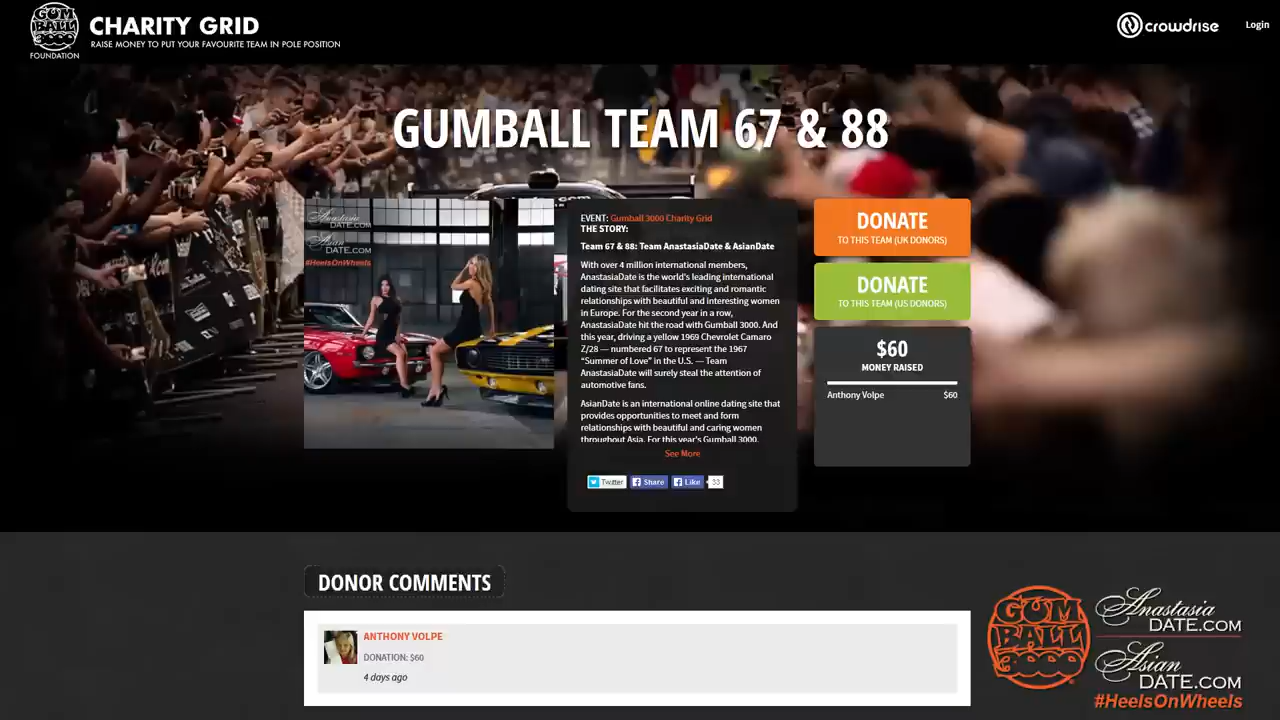 GUM
BALL
3000
FOUNDATION
CHARITY GRID
RAISE MONEY TO PUT YOUR FAVOURITE TEAM IN POLE POSITION
crowdrise
Login
GUMBALL TEAM 67 & 88
Anastasia
DATE.COM
Asian
DATE.COM
#HeelsOnWheels
EVENT: Gumball 3000 Charity Grid
THE STORY:
Team 67 & 88: Team AnastasiaDate & AsianDate
With over 4 million international members,
AnastasiaDate is the world's leading international
dating site that facilitates exciting and romantic
relationships with beautiful and interesting women
in Europe. For the second year in a row,
AnastasiaDate hit the road with Gumball 3000. And
this year, driving a yellow 1969 Chevrolet Camaro
Z/28 — numbered 67 to represent the 1967
“Summer of Love” in the U.S. — Team
AnastasiaDate will surely steal the attention of
automotive fans.
AsianDate is an international online dating site that
provides opportunities to meet and form
relationships with beautiful and caring women
throughout Asia. For this year's Gumball 3000,
See More
Twitter
Share
Like
33
DONATE
TO THIS TEAM (UK DONORS)
DONATE
TO THIS TEAM (US DONORS)
$60
MONEY RAISED
Anthony Volpe $60
DONOR COMMENTS
ANTHONY VOLPE
DONATION: $60
4 days ago
GUM
BALL
3000
Anastasia
DATE.COM
Asian
DATE.COM
#HeelsOnWheels